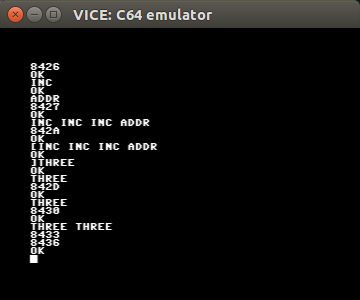 VICE: C64 emulator
8426
OK
INC
OK
ADDR
8427
OK
INC INC INC ADDR
842A
OK
[INC INC INC ADDR
OK
]THREE
OK
THREE
842D
OK
THREE
8430
OK
THREE THREE
8433
8436
OK